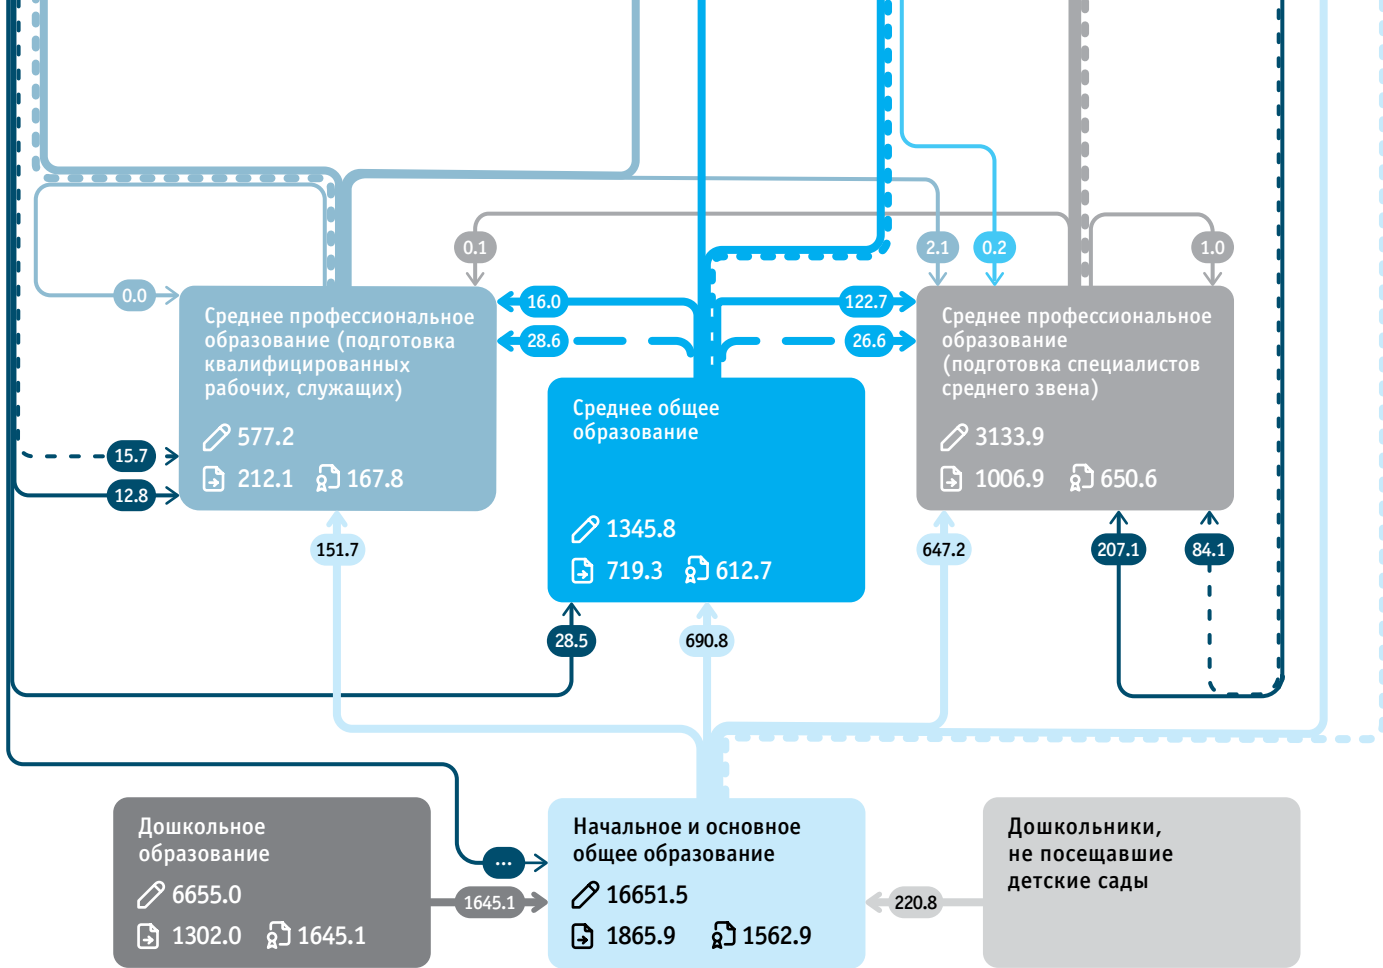 0.1
2.1
0.2
1.0
0.0
16.0
122.7
28.6
26.6
Среднее профессиональное
образование (подготовка
квалифицированных
рабочих, служащих)
577.2
212.1
167.8
Среднее общее
образование
1345.8
719.3
612.7
Среднее профессиональное
образование
(подготовка специалистов
среднего звена)
3133.9
1006.9
650.6
15.7
12.8
151.7
647.2
207.1
84.1
28.5
690.8
Дошкольное
образование
6655.0
1302.0
1645.1
1645.1
...
Начальное и основное
общее образование
16651.5
1865.9
1562.9
220.8
Дошкольники,
не посещавшие
детские сады